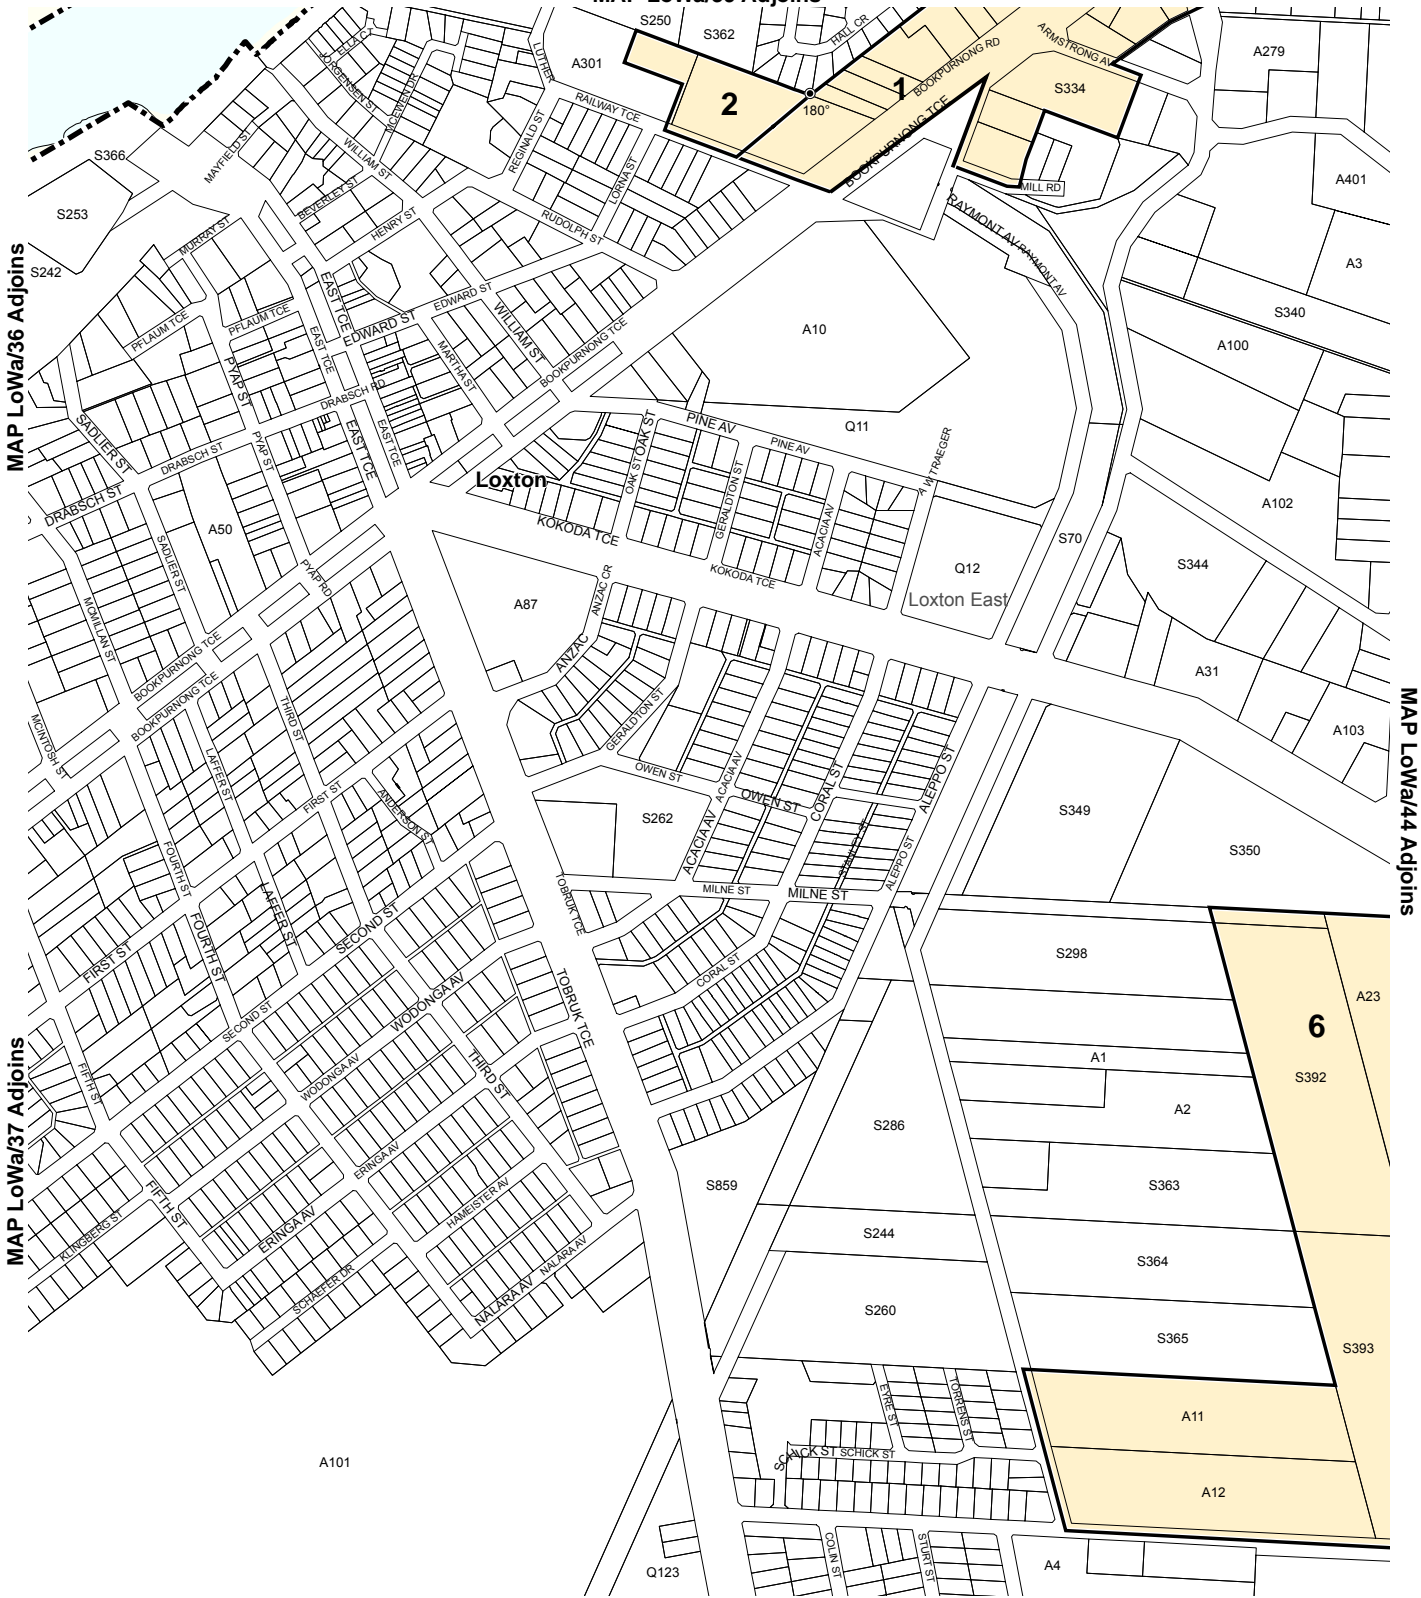 S250
S362
HALL CR
ARMSTRONG AV
A279
ELLA CT
JORGENSEN ST
MCEWEN DR
LUTHER
A301
BOOKPURNONG RD
1
S334
2
180°
RAILWAY TCE
BOOKPURNONG TCE
S366
MAYFIELD ST
WILLIAM ST
REGINALD ST
LORNA ST
A401
MILL RD
S253
BEVERLEY ST
RAYMONT AV
RAYMONT AV
MURRAY ST
HENRY ST
RUDOLPH ST
A3
S242
MAP LoWa/36 Adjoins
EAST TCE
EDWARD ST
S340
PFLAUM TCE
PFLAUM TCE
EDWARD ST
WILLIAM ST
A10
A100
EAST TCE
MARTHA ST
BOOKPURNONG TCE
PYAP ST
DRABSCH RD
SADLIER ST
PINE AV
Q11
OAK ST
OAK ST
PINE AV
EAST TCE
EAST TCE
DRABSCH ST
PYAP ST
GERALDTON ST
A W TRAEGER
Loxton
DRABSCH ST
A50
KOKODA TCE
ACACIA AV
A102
S70
SADLIER ST
PYAP RD
KOKODA TCE
Q12
S344
Loxton East
A87
ANZAC CR
ANZAC
MCMILLAN ST
BOOKPURNONG TCE
BOOKPURNONG TCE
A31
THIRD ST
GERALDTON ST
MCINTOSH ST
A103
MAP LoWa/44 Adjoins
LAFFER ST
FIRST ST
ANDERSON ST
OWEN ST
ACACIA AV
OWEN ST
CORAL ST
ALEPPO ST
S262
S349
S350
ACACIA AV
STANLEY ST
ALEPPO ST
FOURTH ST
LAFFER ST
TOBRUK TCE
MILNE ST
MILNE ST
SECOND ST
FIRST ST
FOURTH ST
S298
CORAL ST
A23
WODONGA AV
TOBRUK TCE
SECOND ST
6
WODONGA AV
THIRD ST
FIFTH ST
A1
S392
A2
MAP LoWa/37 Adjoins
S286
ERINGA AV
S859
S363
HAMEISTER AV
FIFTH ST
KLINGBERG ST
ERINGA AV
S244
NALARA AV
S364
SCHAEFER DR
NALARA AV
S260
S365
S393
EYRE ST
TORRENS ST
A11
A101
SCHICK ST
SCHICK ST
A12
COLIN ST
STURT ST
Q123
A4